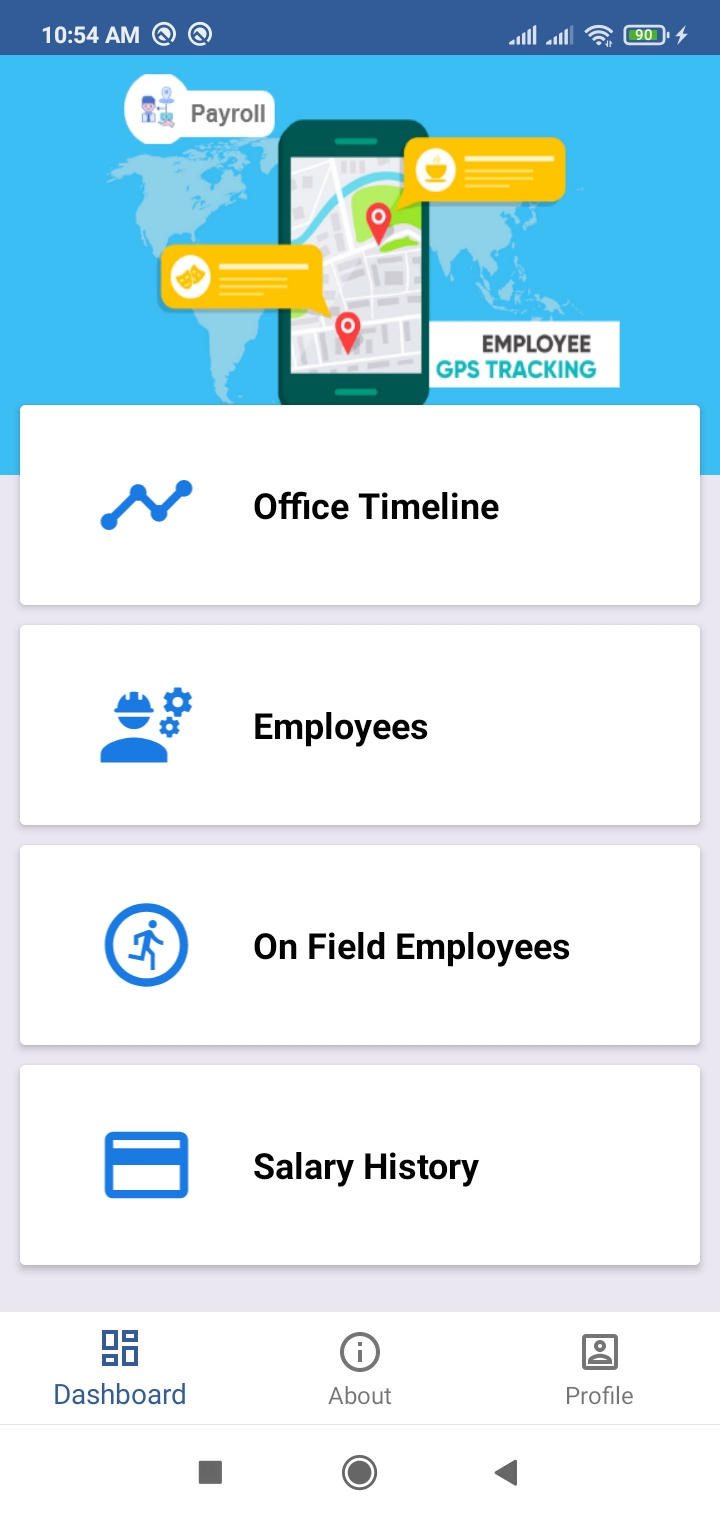 10:54 AM
90
Payroll
EMPLOYEE
GPS TRACKING
Office Timeline
Employees
On Field Employees
Salary History
Dashboard
About
Profile